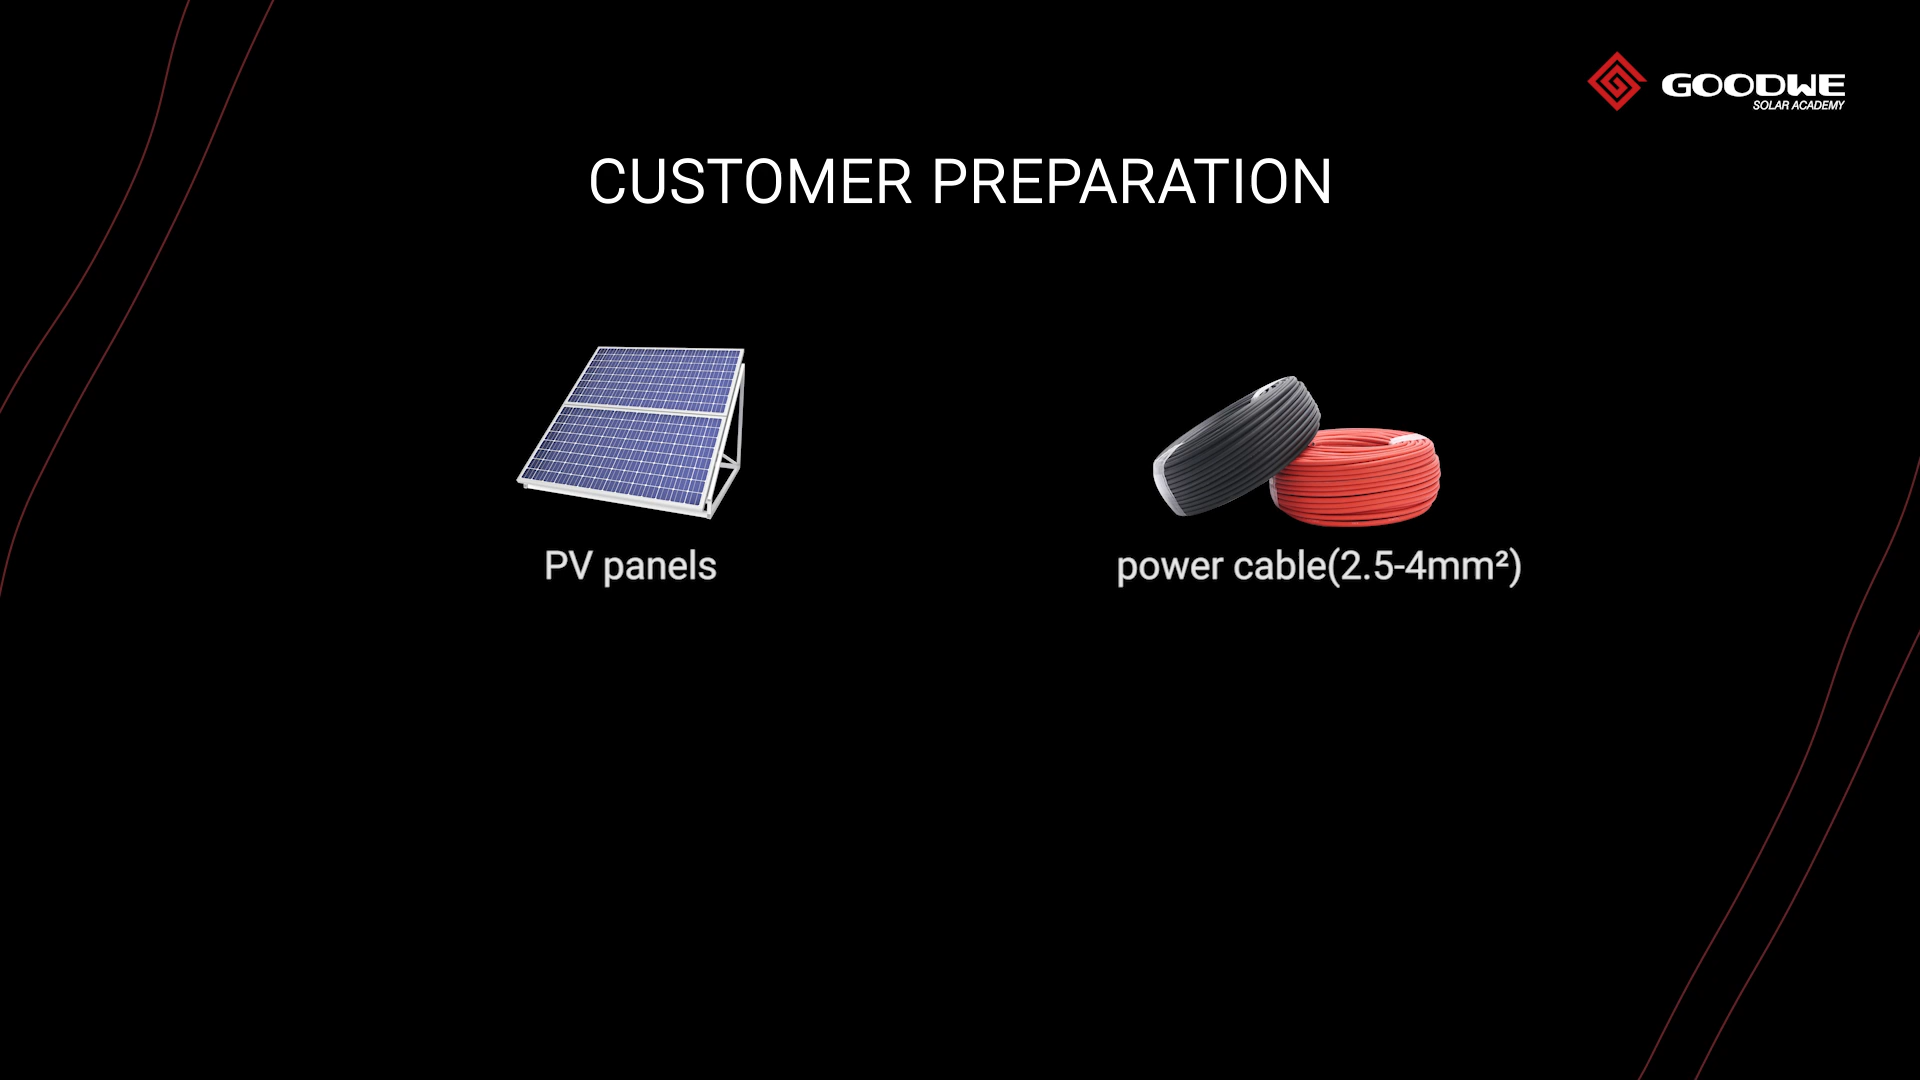 GOODWE
SOLAR ACADEMY
CUSTOMER PREPARATION
PV panels
power cable(2.5-4mm²)